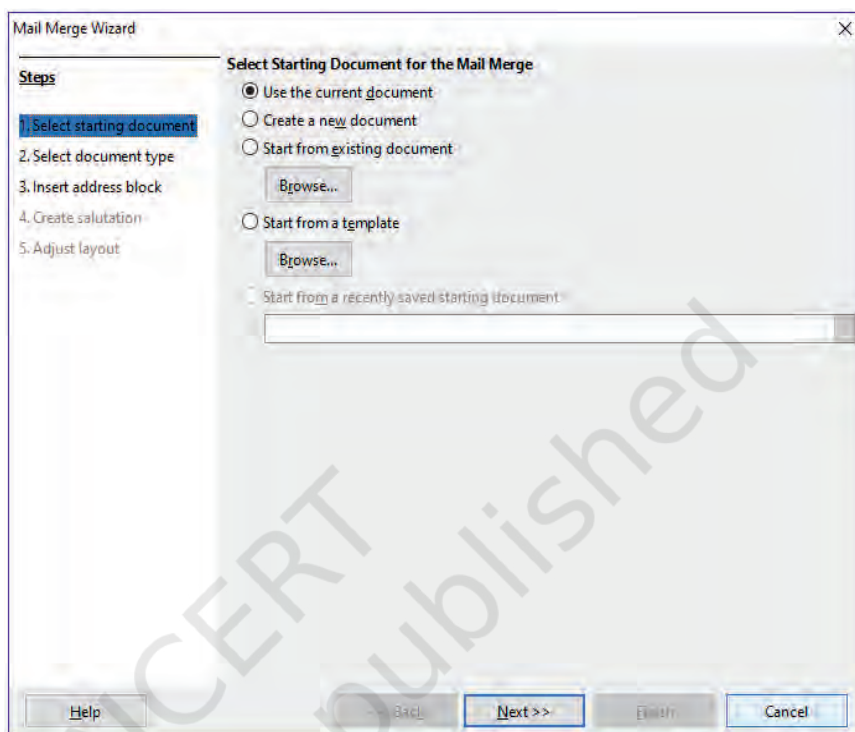 Mail Merge Wizard
Steps
1. Select starting document
2. Select document type
3. Insert address block
4. Create salutation
5. Adjust layout
Select Starting Document for the Mail Merge
Use the current document
Create a new document
Start from existing document
Browse...
Start from a template
Browse...
Start from a recently saved starting document
Help
<< Back
Next >>
Finish
Cancel
published